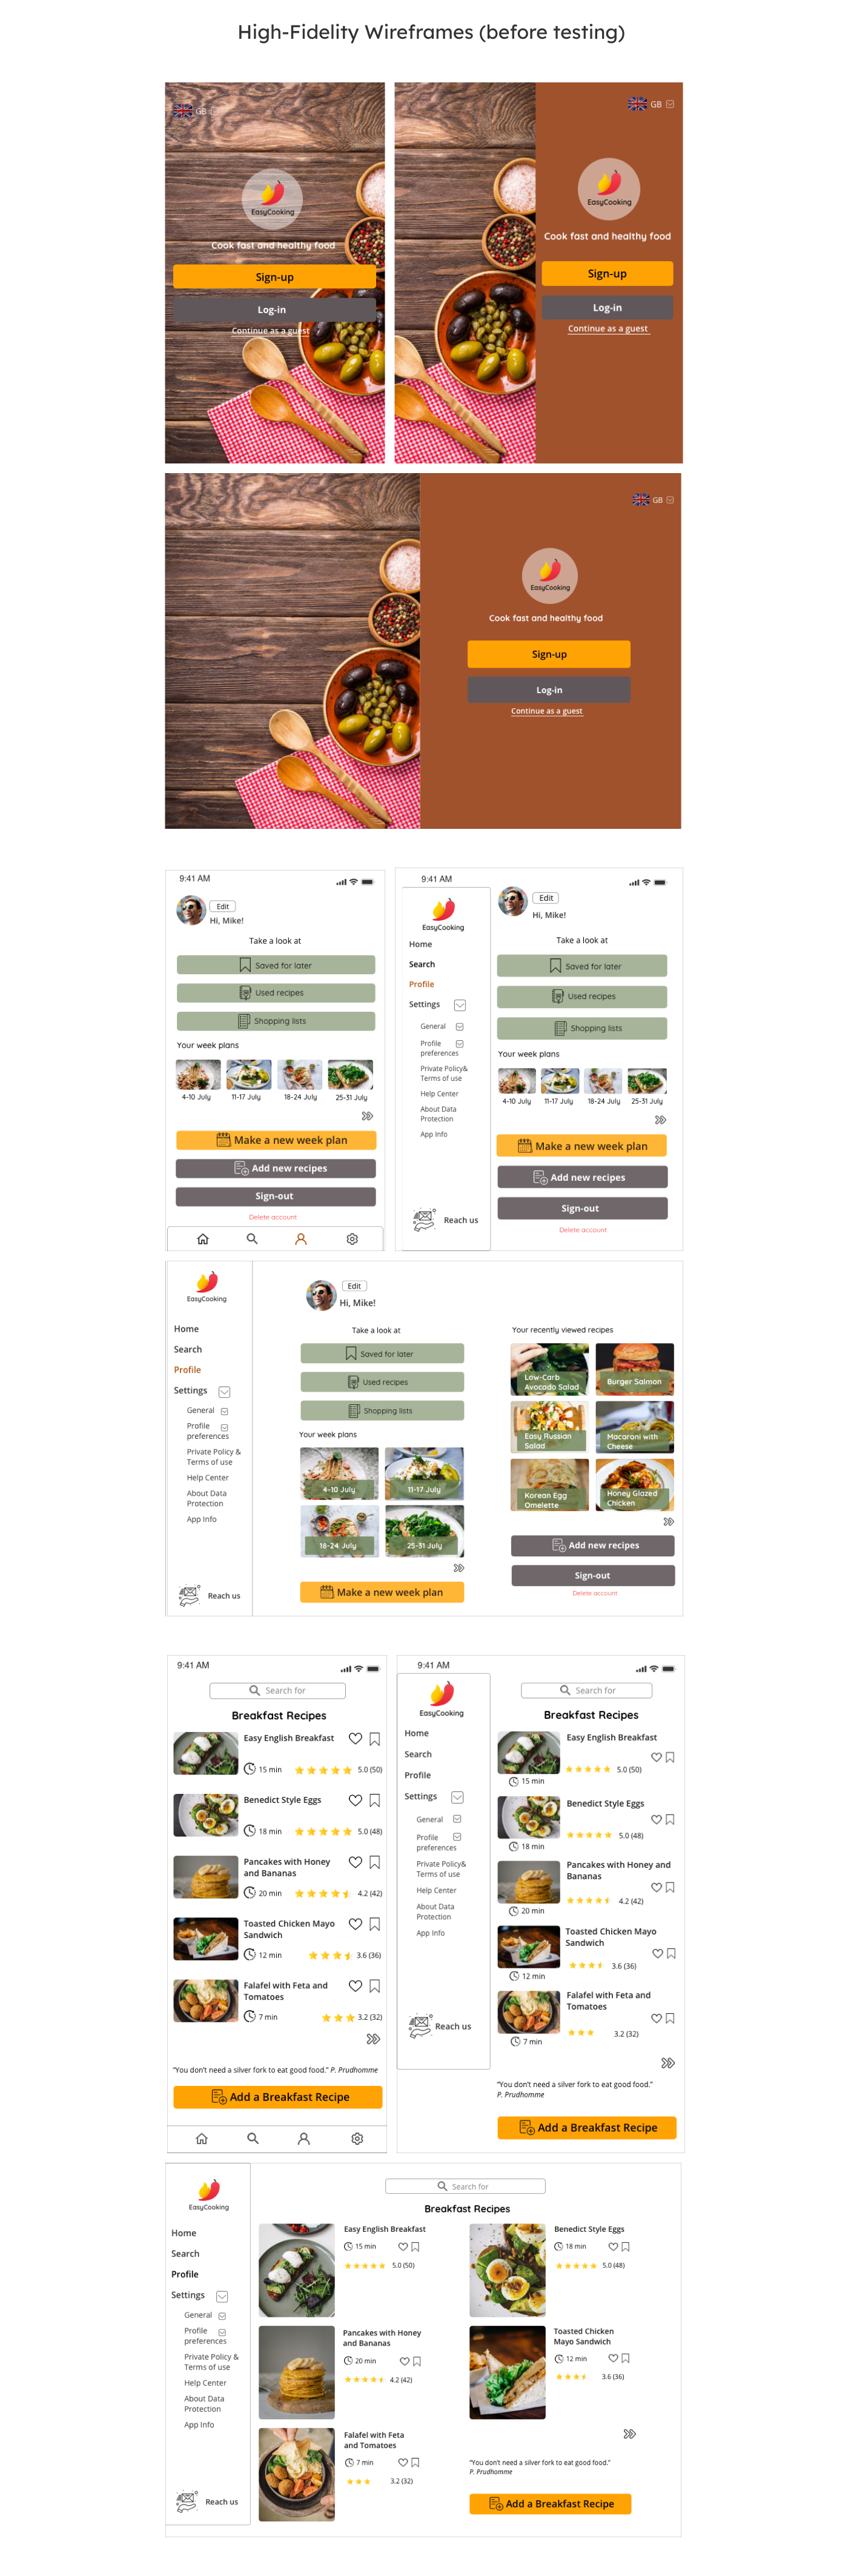 High-Fidelity Wireframes (before testing)
GB
EasyCooking
Cook fast and healthy food
Sign-up
Log-in
Continue as a guest
GB
EasyCooking
Cook fast and healthy food
Sign-up
Log-in
Continue as a guest
GB
EasyCooking
Cook fast and healthy food
Sign-up
Log-in
Continue as a guest
9:41 AM
Edit
Hi, Mike!
Take a look at
Saved for later
Used recipes
Shopping lists
Your week plans
4-10 July 11-17 July 18-24 July 25-31 July
Make a new week plan
Add new recipes
Sign-out
Delete account
9:41 AM
EasyCooking
Home
Search
Profile
Settings
General
Profile
preferences
Private Policy&
Terms of use
Help Center
About Data
Protection
App Info
Reach us
Edit
Hi, Mike!
Take a look at
Saved for later
Used recipes
Shopping lists
Your week plans
4-10 July 11-17 July 18-24 July 25-31 July
Make a new week plan
Add new recipes
Sign-out
Delete account
EasyCooking
Home
Search
Profile
Settings
General
Profile
preferences
Private Policy &
Terms of use
Help Center
About Data
Protection
App Info
Reach us
Edit
Hi, Mike!
Take a look at
Saved for later
Used recipes
Shopping lists
Your week plans
4-10 July 11-17 July
18-24 July 25-31 July
Make a new week plan
Your recently viewed recipes
Low-Carb
Avocado Salad
Burger Salmon
Easy Russian
Salad
Macaroni with
Cheese
Korean Egg
Omelette
Honey Glazed
Chicken
Add new recipes
Sign-out
Delete account
9:41 AM
Search for
Breakfast Recipes
Easy English Breakfast
15 min 5.0 (50)
Benedict Style Eggs
18 min 5.0 (48)
Pancakes with Honey
and Bananas
20 min 4.2 (42)
Toasted Chicken Mayo
Sandwich
12 min 3.6 (36)
Falafel with Feta and
Tomatoes
7 min 3.2 (32)
"You don't need a silver fork to eat good food." P. Prudhomme
Add a Breakfast Recipe
9:41 AM
EasyCooking
Home
Search
Profile
Settings
General
Profile
preferences
Private Policy&
Terms of use
Help Center
About Data
Protection
App Info
Reach us
Search for
Breakfast Recipes
Easy English Breakfast
5.0 (50)
15 min
Benedict Style Eggs
5.0 (48)
18 min
Pancakes with Honey and
Bananas
4.2 (42)
20 min
Toasted Chicken Mayo
Sandwich
3.6 (36)
12 min
Falafel with Feta and
Tomatoes
3.2 (32)
7 min
"You don't need a silver fork to eat good food."
P. Prudhomme
Add a Breakfast Recipe
EasyCooking
Home
Search
Profile
Settings
General
Profile
preferences
Private Policy &
Terms of use
Help Center
About Data
Protection
App Info
Reach us
Search for
Breakfast Recipes
Easy English Breakfast
15 min
5.0 (50)
Benedict Style Eggs
18 min
5.0 (48)
Pancakes with Honey
and Bananas
20 min
4.2 (42)
Toasted Chicken
Mayo Sandwich
12 min
3.6 (36)
Falafel with Feta
and Tomatoes
7 min
3.2 (32)
"You don't need a silver fork to eat good food."
P. Prudhomme
Add a Breakfast Recipe